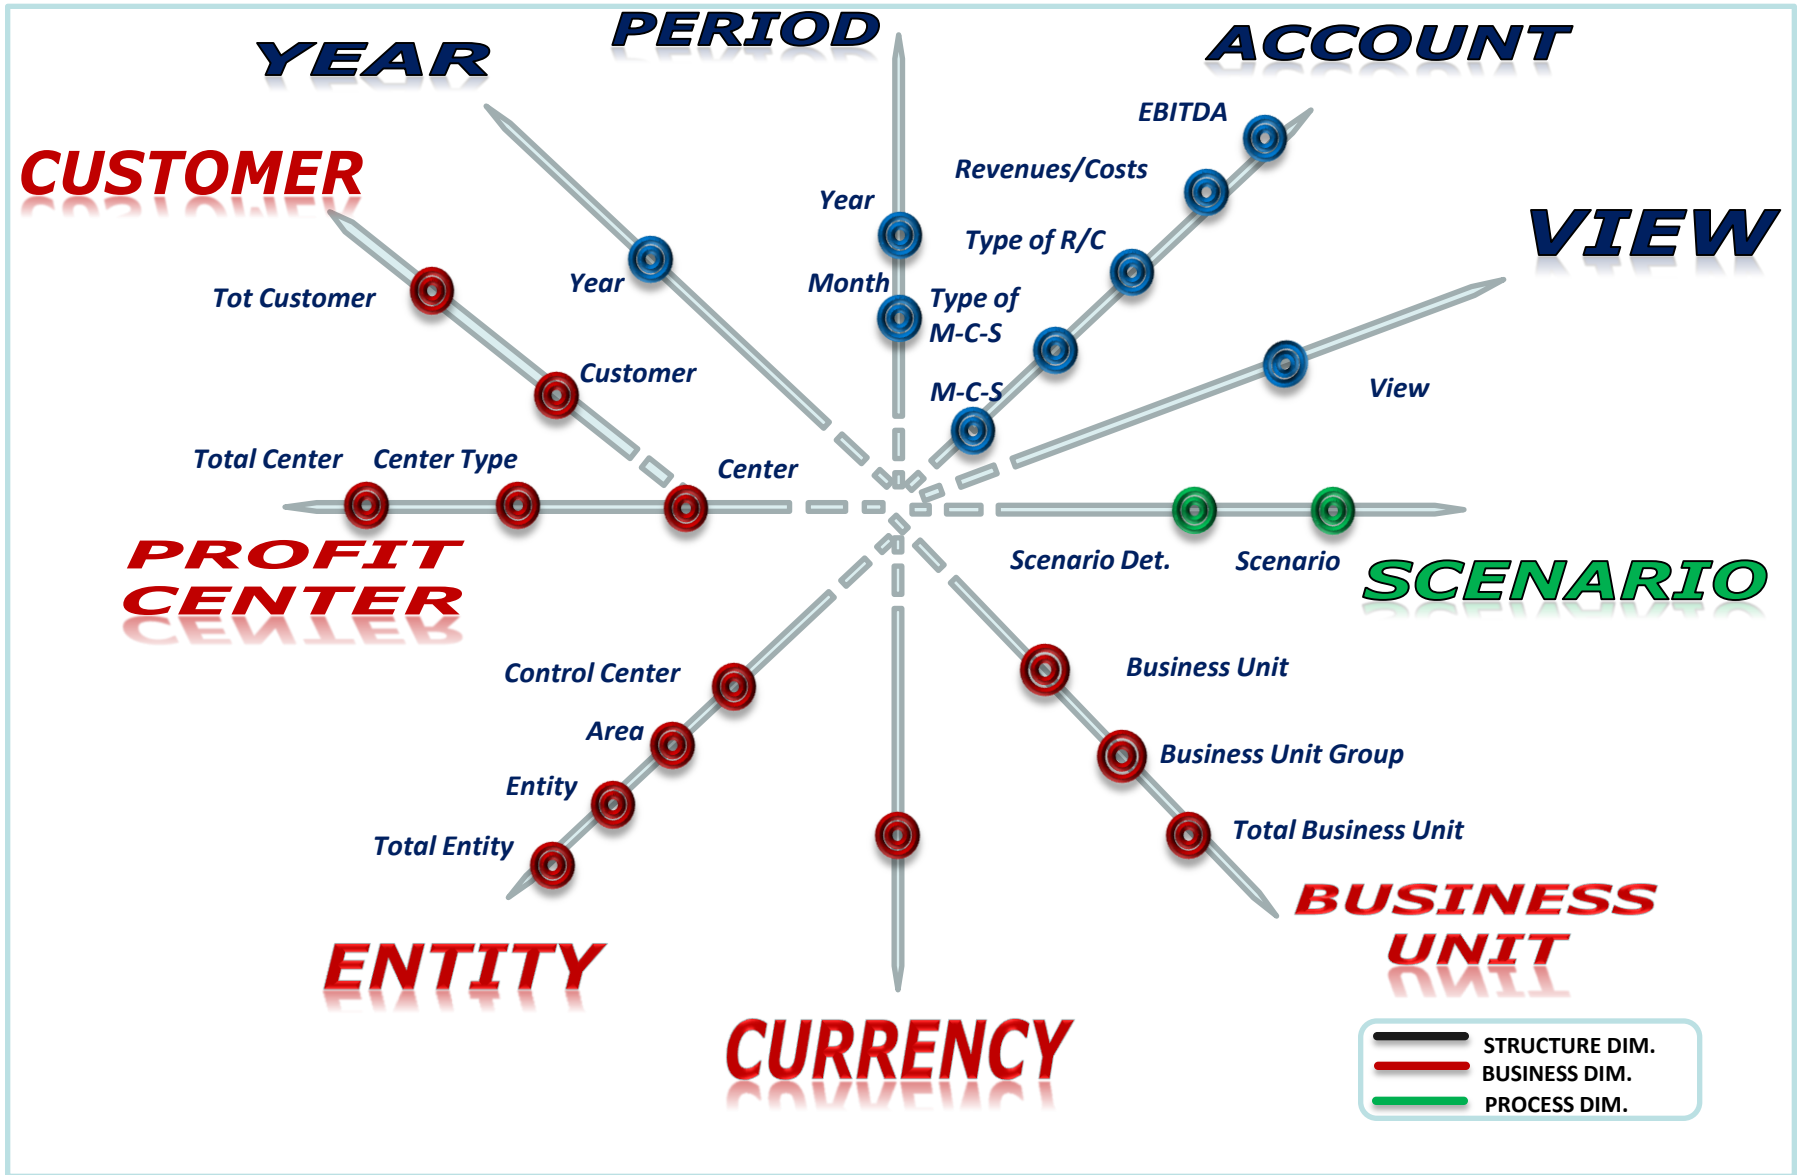 PERIOD
ACCOUNT
YEAR
EBITDA
CUSTOMER
Revenues/Costs
Year
VIEW
Type of R/C
Tot Customer
Year
Month
Type of
M-C-S
Customer
M-C-S
View
Total Center
Center Type
Center
PROFIT
CENTER
Scenario Det.
Scenario
SCENARIO
Control Center
Business Unit
Area
Business Unit Group
Entity
Total Entity
Total Business Unit
BUSINESS
UNIT
ENTITY
CURRENCY
STRUCTURE DIM.
BUSINESS DIM.
PROCESS DIM.